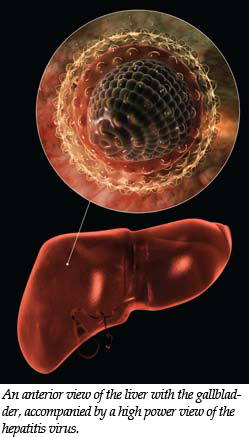 An anterior view of the liver with the gallblad-
der, accompanied by a high power view of the
hepatitis virus.